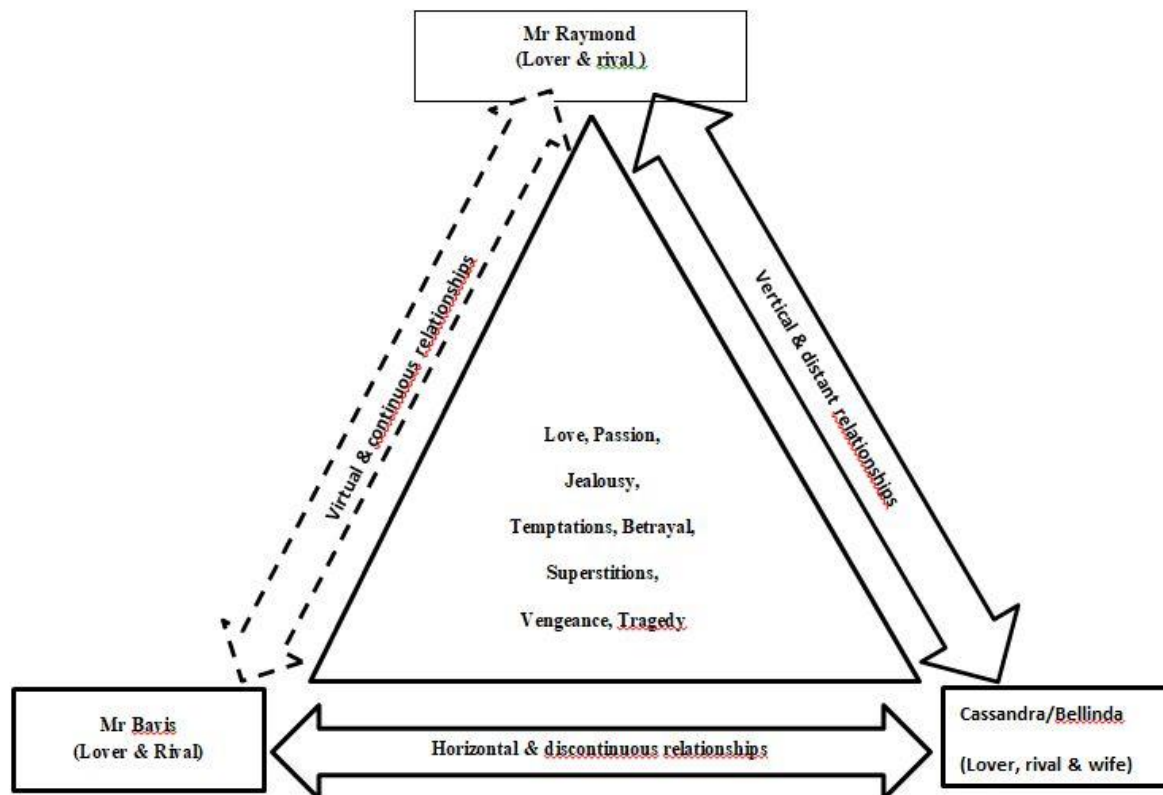 Mr Raymond
(Lover & rival )
Virtual & continuous relationships
Vertical & distant relationships
Love, Passion,
Jealousy,
Temptations, Betrayal,
Superstitions,
Vengeance, Tragedy
Mr Bavis
(Lover & Rival)
Horizontal & discontinuous relationships
Cassandra/Bellinda
(Lover, rival & wife)